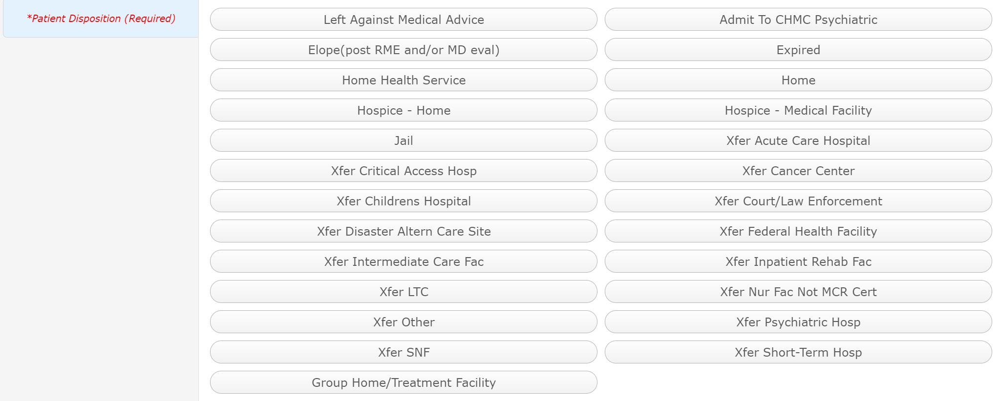 *Patient Disposition (Required)
Left Against Medical Advice
Admit To CHMC Psychiatric
Elope(post RME and/or MD eval)
Expired
Home Health Service
Home
Hospice - Home
Hospice - Medical Facility
Jail
Xfer Acute Care Hospital
Xfer Critical Access Hosp
Xfer Cancer Center
Xfer Childrens Hospital
Xfer Court/Law Enforcement
Xfer Disaster Altern Care Site
Xfer Federal Health Facility
Xfer Intermediate Care Fac
Xfer Inpatient Rehab Fac
Xfer LTC
Xfer Nur Fac Not MCR Cert
Xfer Other
Xfer Psychiatric Hosp
Xfer SNF
Xfer Short-Term Hosp
Group Home/Treatment Facility